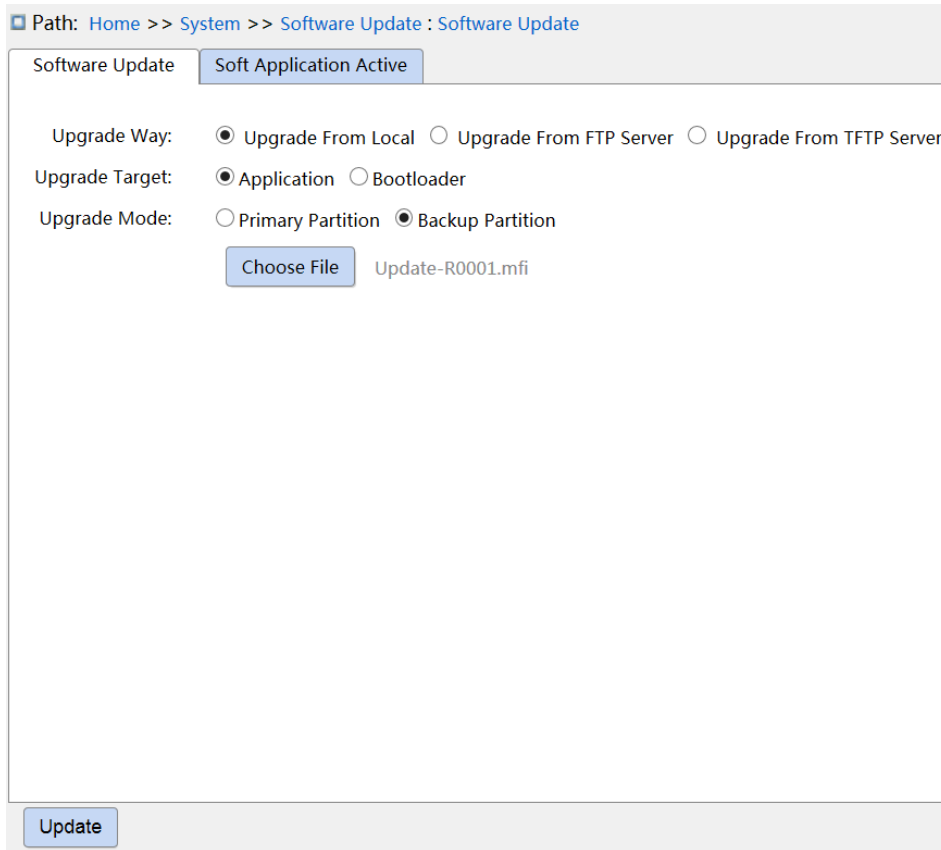 Path: Home >> System >> Software Update : Software Update
Software Update Soft Application Active
Upgrade Way: Upgrade From Local Upgrade From FTP Server Upgrade From TFTP Server
Upgrade Target: Application Bootloader
Upgrade Mode: Primary Partition Backup Partition
Choose File Update-R0001.mfi
Update